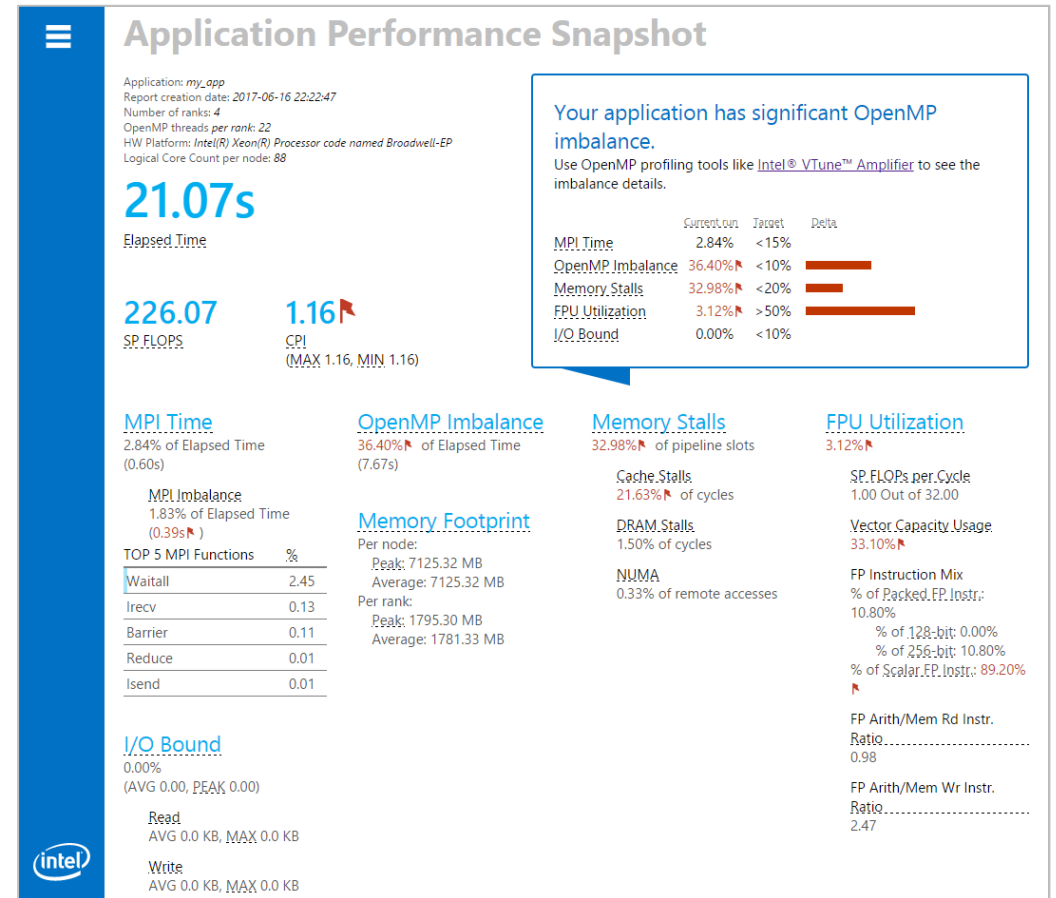 Application Performance Snapshot
Application: my_app
Report creation date: 2017-06-16 22:22:47
Number of ranks: 4
OpenMP threads per rank: 22
HW Platform: Intel(R) Xeon(R) Processor code named Broadwell-EP
Logical Core Count per node: 88
21.07s
Elapsed Time
226.07
SP FLOPS
1.16
CPI
(MAX 1.16, MIN 1.16)
Your application has significant OpenMP
imbalance.
Use OpenMP profiling tools like Intel® VTune™ Amplifier to see the
imbalance details.
Current run Target Delta
MPI Time 2.84% <15%
OpenMP Imbalance 36.40% <10%
Memory Stalls 32.98% <20%
FPU Utilization 3.12% >50%
I/O Bound 0.00% <10%
MPI Time
2.84% of Elapsed Time
(0.60s)
MPI Imbalance
1.83% of Elapsed Time
(0.39s )
TOP 5 MPI Functions %
Waitall 2.45
Irecv 0.13
Barrier 0.11
Reduce 0.01
Isend 0.01
I/O Bound
0.00%
(AVG 0.00, PEAK 0.00)
Read
AVG 0.0 KB, MAX 0.0 KB
Write
AVG 0.0 KB, MAX 0.0 KB
OpenMP Imbalance
36.40% of Elapsed Time
(7.67s)
Memory Footprint
Per node:
Peak: 7125.32 MB
Average: 7125.32 MB
Per rank:
Peak: 1795.30 MB
Average: 1781.33 MB
Memory Stalls
32.98% of pipeline slots
Cache Stalls
21.63% of cycles
DRAM Stalls
1.50% of cycles
NUMA
0.33% of remote accesses
FPU Utilization
3.12%
SP FLOPs per Cycle
1.00 Out of 32.00
Vector Capacity Usage
33.10%
FP Instruction Mix
% of Packed FP Instr.:
10.80%
% of 128-bit: 0.00%
% of 256-bit: 10.80%
% of Scalar FP Instr.: 89.20%
FP Arith/Mem Rd Instr.
Ratio
0.98
FP Arith/Mem Wr Instr.
Ratio
2.47
intel